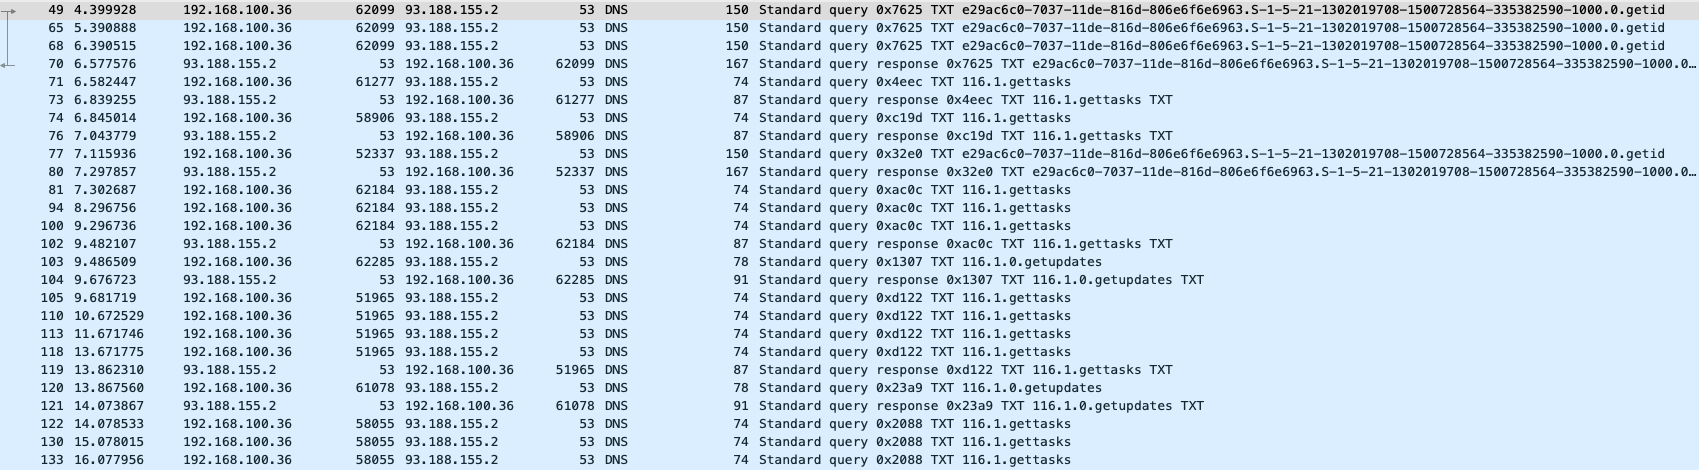 49 4.399928 192.168.100.36 62099 93.188.155.2 53 DNS 150 Standard query 0x7625 TXT e29ac6c0-7037-11de-816d-806e6f6e6963.S-1-5-21-1302019708-1500728564-335382590-1000.0.getid
65 5.390888 192.168.100.36 62099 93.188.155.2 53 DNS 150 Standard query 0x7625 TXT e29ac6c0-7037-11de-816d-806e6f6e6963.S-1-5-21-1302019708-1500728564-335382590-1000.0.getid
68 6.390515 192.168.100.36 62099 93.188.155.2 53 DNS 150 Standard query 0x7625 TXT e29ac6c0-7037-11de-816d-806e6f6e6963.S-1-5-21-1302019708-1500728564-335382590-1000.0.getid
70 6.577576 93.188.155.2 53 192.168.100.36 62099 DNS 167 Standard query response 0x7625 TXT e29ac6c0-7037-11de-816d-806e6f6e6963.S-1-5-21-1302019708-1500728564-335382590-1000.0…
71 6.582447 192.168.100.36 61277 93.188.155.2 53 DNS 74 Standard query 0x4eec TXT 116.1.gettasks
73 6.839255 93.188.155.2 53 192.168.100.36 61277 DNS 87 Standard query response 0x4eec TXT 116.1.gettasks TXT
74 6.845014 192.168.100.36 58906 93.188.155.2 53 DNS 74 Standard query 0xc19d TXT 116.1.gettasks
76 7.043779 93.188.155.2 53 192.168.100.36 58906 DNS 87 Standard query response 0xc19d TXT 116.1.gettasks TXT
77 7.115936 192.168.100.36 52337 93.188.155.2 53 DNS 150 Standard query 0x32e0 TXT e29ac6c0-7037-11de-816d-806e6f6e6963.S-1-5-21-1302019708-1500728564-335382590-1000.0.getid
80 7.297857 93.188.155.2 53 192.168.100.36 52337 DNS 167 Standard query response 0x32e0 TXT e29ac6c0-7037-11de-816d-806e6f6e6963.S-1-5-21-1302019708-1500728564-335382590-1000.0…
81 7.302687 192.168.100.36 62184 93.188.155.2 53 DNS 74 Standard query 0xac0c TXT 116.1.gettasks
94 8.296756 192.168.100.36 62184 93.188.155.2 53 DNS 74 Standard query 0xac0c TXT 116.1.gettasks
100 9.296736 192.168.100.36 62184 93.188.155.2 53 DNS 74 Standard query 0xac0c TXT 116.1.gettasks
102 9.482107 93.188.155.2 53 192.168.100.36 62184 DNS 87 Standard query response 0xac0c TXT 116.1.gettasks TXT
103 9.486509 192.168.100.36 62285 93.188.155.2 53 DNS 78 Standard query 0x1307 TXT 116.1.0.getupdates
104 9.676723 93.188.155.2 53 192.168.100.36 62285 DNS 91 Standard query response 0x1307 TXT 116.1.0.getupdates TXT
105 9.681719 192.168.100.36 51965 93.188.155.2 53 DNS 74 Standard query 0xd122 TXT 116.1.gettasks
110 10.672529 192.168.100.36 51965 93.188.155.2 53 DNS 74 Standard query 0xd122 TXT 116.1.gettasks
113 11.671746 192.168.100.36 51965 93.188.155.2 53 DNS 74 Standard query 0xd122 TXT 116.1.gettasks
118 13.671775 192.168.100.36 51965 93.188.155.2 53 DNS 74 Standard query 0xd122 TXT 116.1.gettasks
119 13.862310 93.188.155.2 53 192.168.100.36 51965 DNS 87 Standard query response 0xd122 TXT 116.1.gettasks TXT
120 13.867560 192.168.100.36 61078 93.188.155.2 53 DNS 78 Standard query 0x23a9 TXT 116.1.0.getupdates
121 14.073867 93.188.155.2 53 192.168.100.36 61078 DNS 91 Standard query response 0x23a9 TXT 116.1.0.getupdates TXT
122 14.078533 192.168.100.36 58055 93.188.155.2 53 DNS 74 Standard query 0x2088 TXT 116.1.gettasks
130 15.078015 192.168.100.36 58055 93.188.155.2 53 DNS 74 Standard query 0x2088 TXT 116.1.gettasks
133 16.077956 192.168.100.36 58055 93.188.155.2 53 DNS 74 Standard query 0x2088 TXT 116.1.gettasks